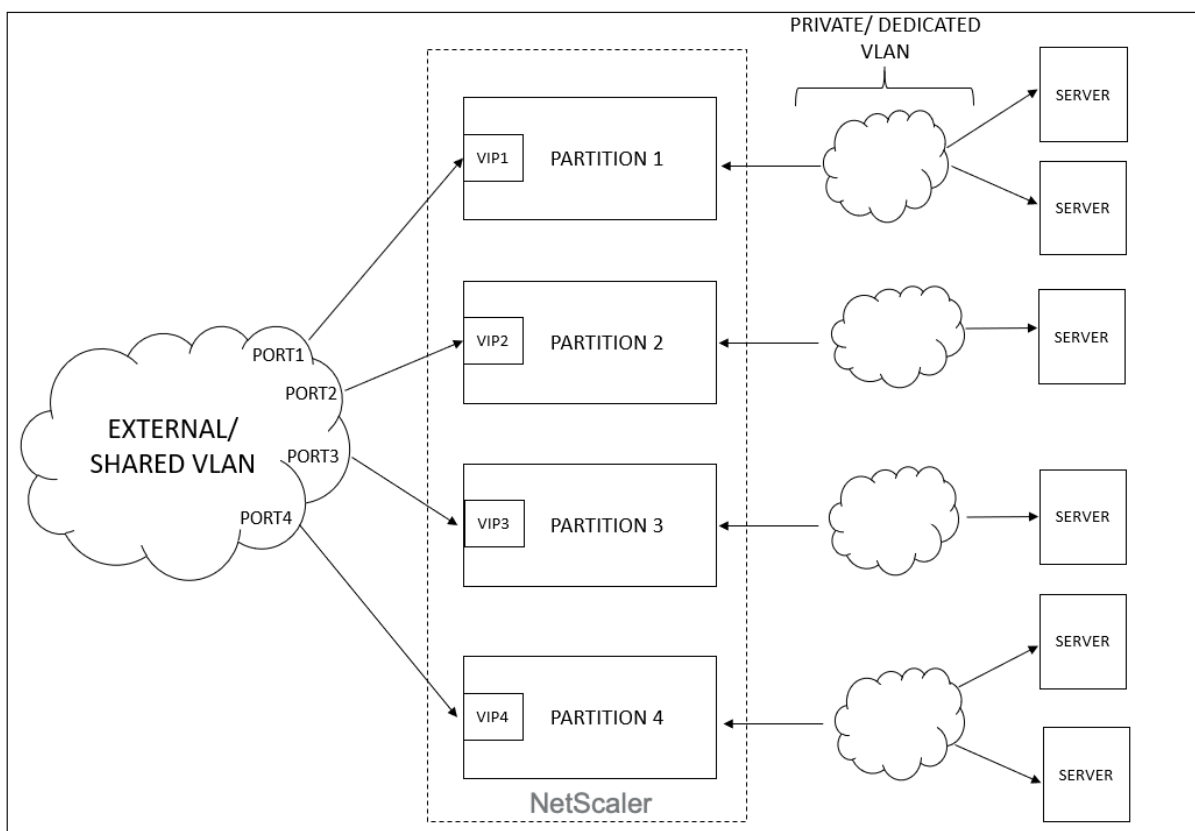 PRIVATE/ DEDICATED
VLAN
EXTERNAL/
SHARED VLAN
PORT1
PORT2
PORT3
PORT4
VIP1
PARTITION 1
VIP2
PARTITION 2
VIP3
PARTITION 3
VIP4
PARTITION 4
NetScaler
SERVER
SERVER
SERVER
SERVER
SERVER
SERVER